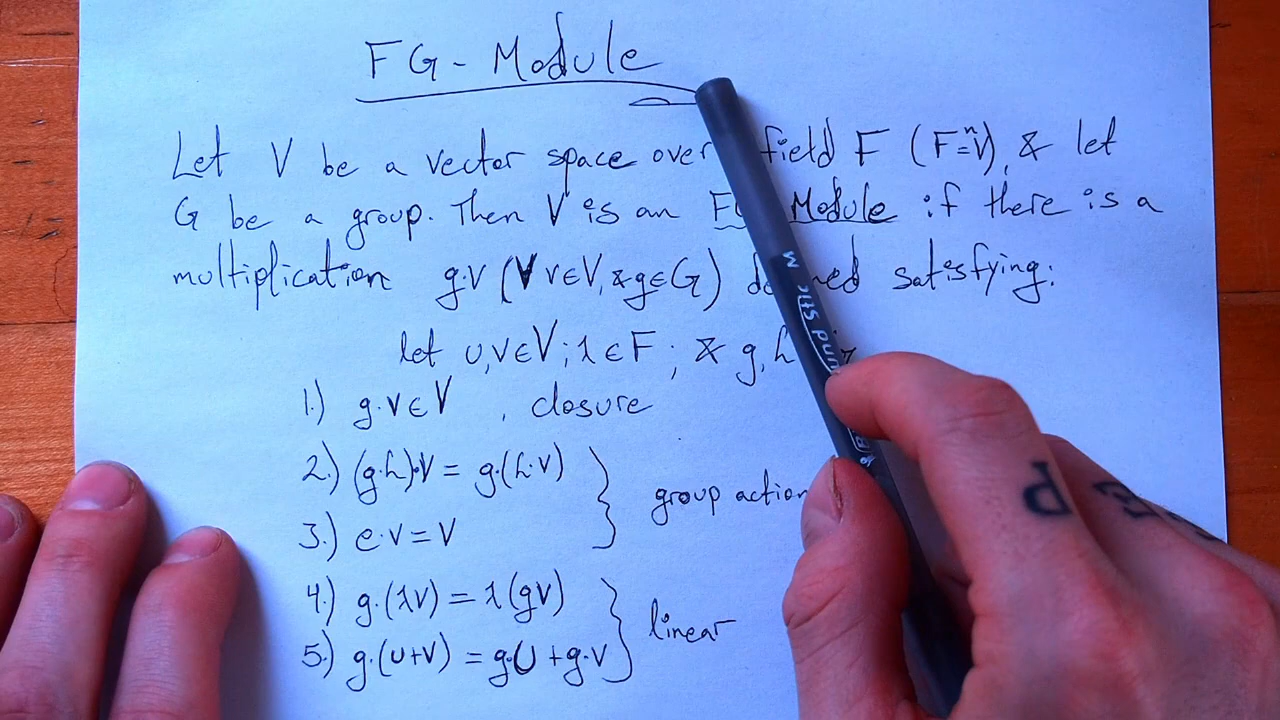 FG-Module
Let V be a vector space over field F (Fⁿ=V), & let
G be a group. Then V is an Module if there is a
multiplication g·v (∀ v∈V, & g∈G) satisfying:
let u,v∈V; λ∈F; & g,h
1.) g·v∈V , closure
2.) (g·h)·v = g·(h·v)
3.) e·v=v
group action
4.) g·(λv) = λ(gv)
5.) g·(u+v) = g·u + g·v
linear